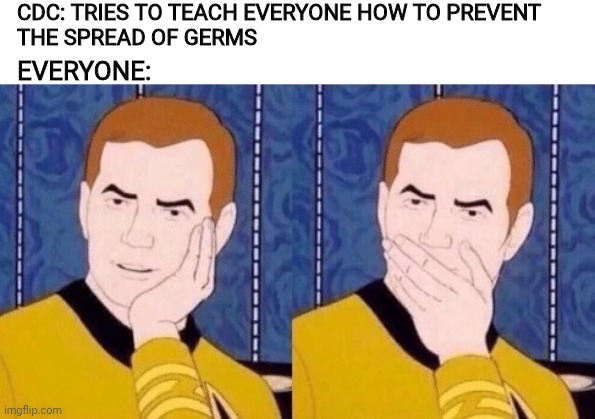 CDC: TRIES TO TEACH EVERYONE HOW TO PREVENT
THE SPREAD OF GERMS
EVERYONE:
imgflip.com